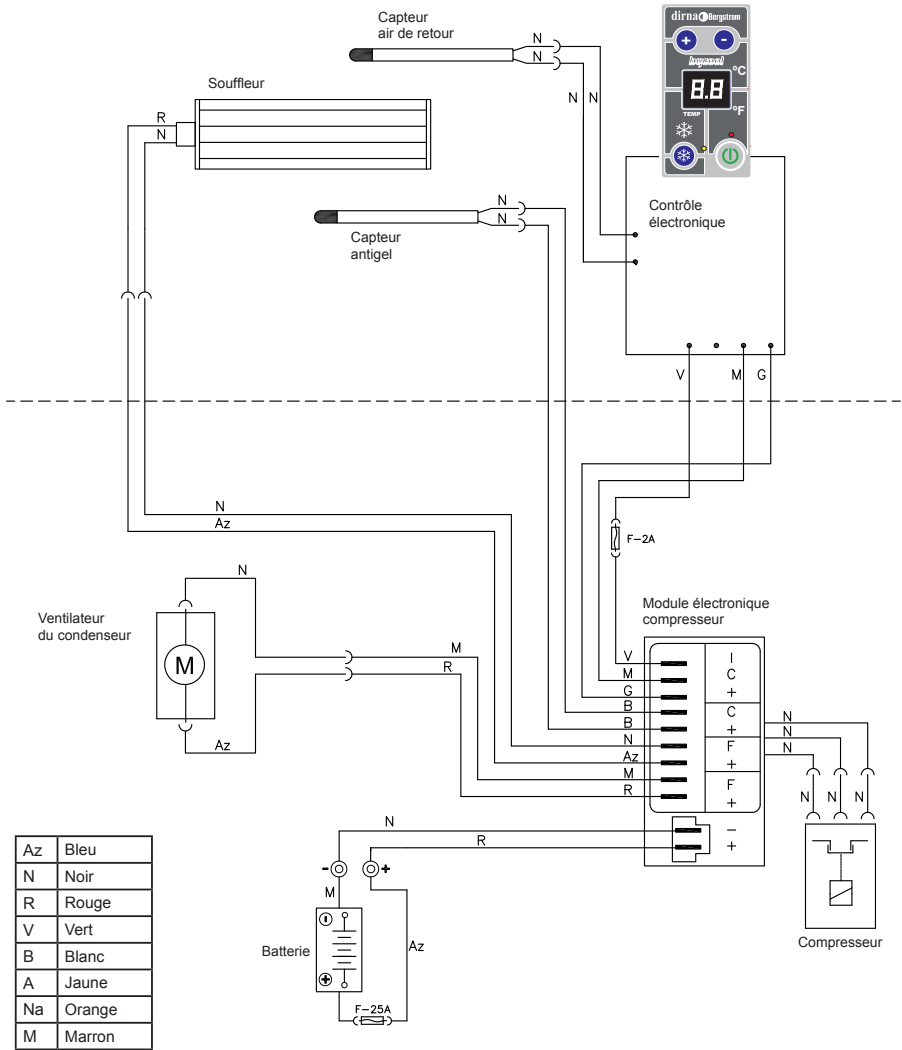 Capteur
air de retour
N
N
N N
dirna Bergstrom
+ -
bycool
°C
8.8
°F
TEMP
Souffleur
R
N
N
N
Capteur
antigel
Contrôle
électronique
V M G
N
Az
F-2A
N
Ventilateur
du condenseur
M
M
R
Az
Module électronique
compresseur
V I
M C
G +
B C
B +
N F
Az +
M F
R +
N
N
N
N N N
N -
R +
- +
M
Batterie
Az
F-25A
Compresseur
Az Bleu
N Noir
R Rouge
V Vert
B Blanc
A Jaune
Na Orange
M Marron